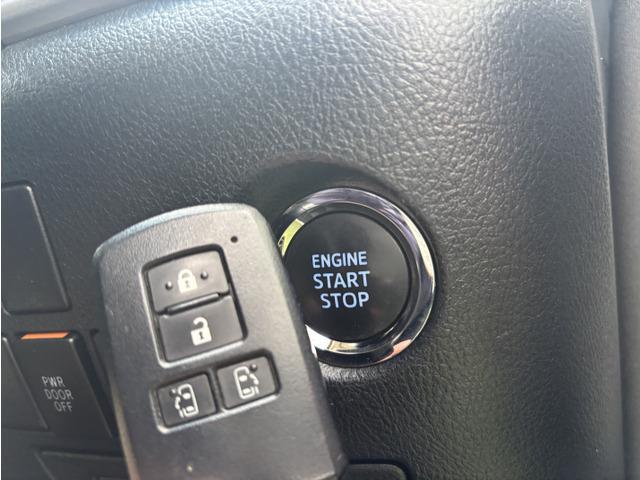 ENGINE
START
STOP
PWR
DOOR
OFF